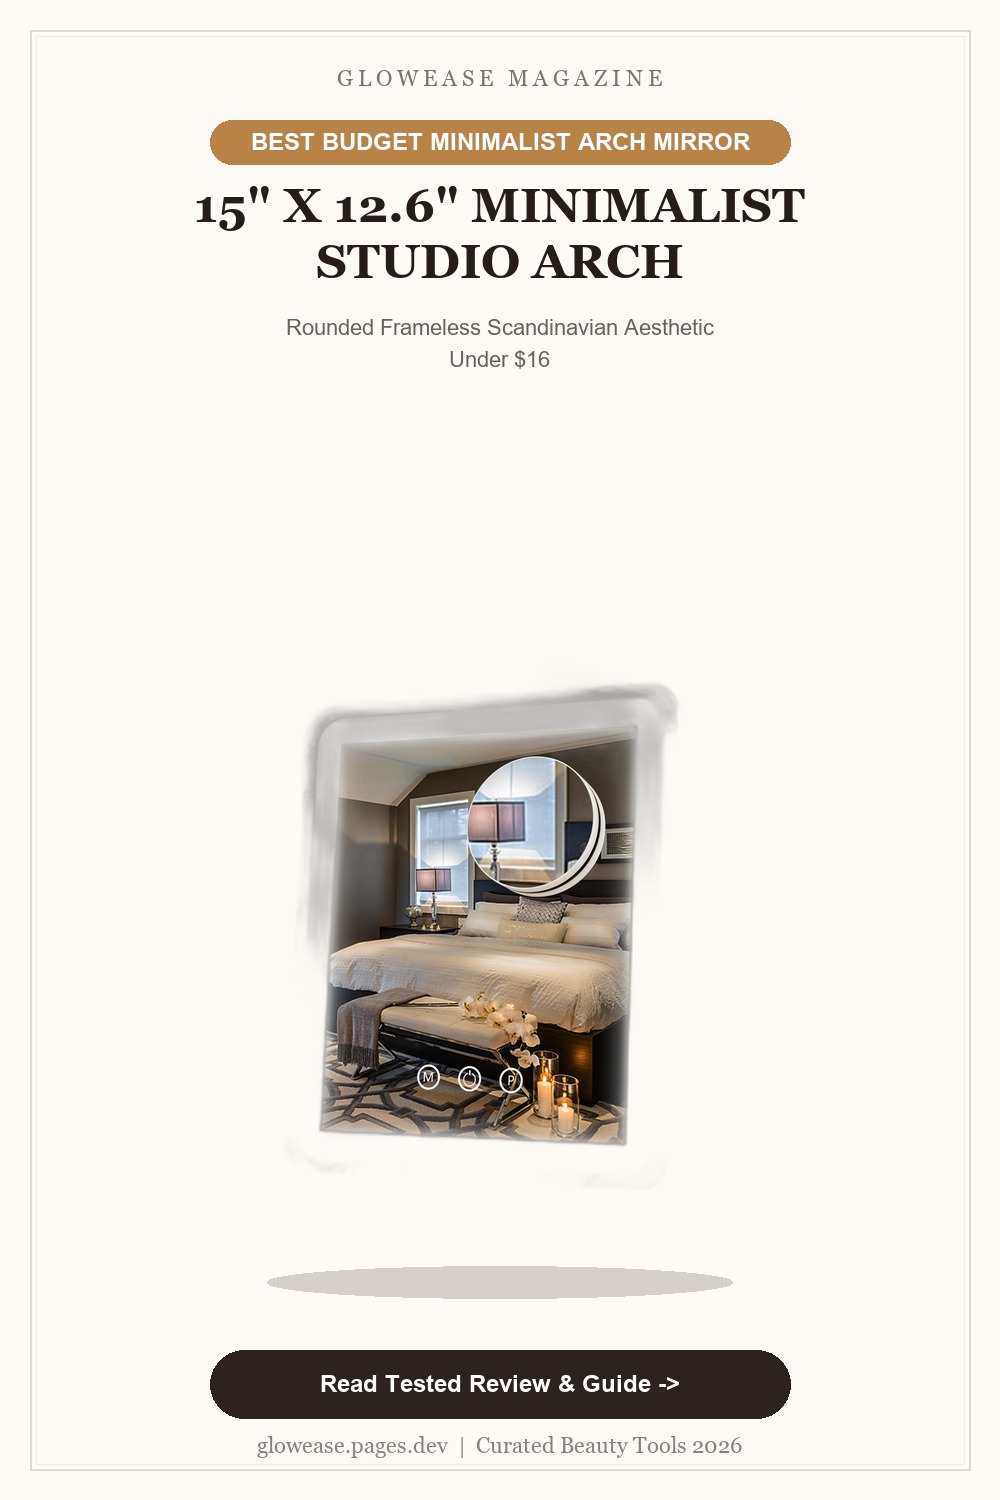 GLOWEASE MAGAZINE
BEST BUDGET MINIMALIST ARCH MIRROR
15" X 12.6" MINIMALIST
STUDIO ARCH
Rounded Frameless Scandinavian Aesthetic
Under $16
M P
Read Tested Review & Guide ->
glowease.pages.dev | Curated Beauty Tools 2026